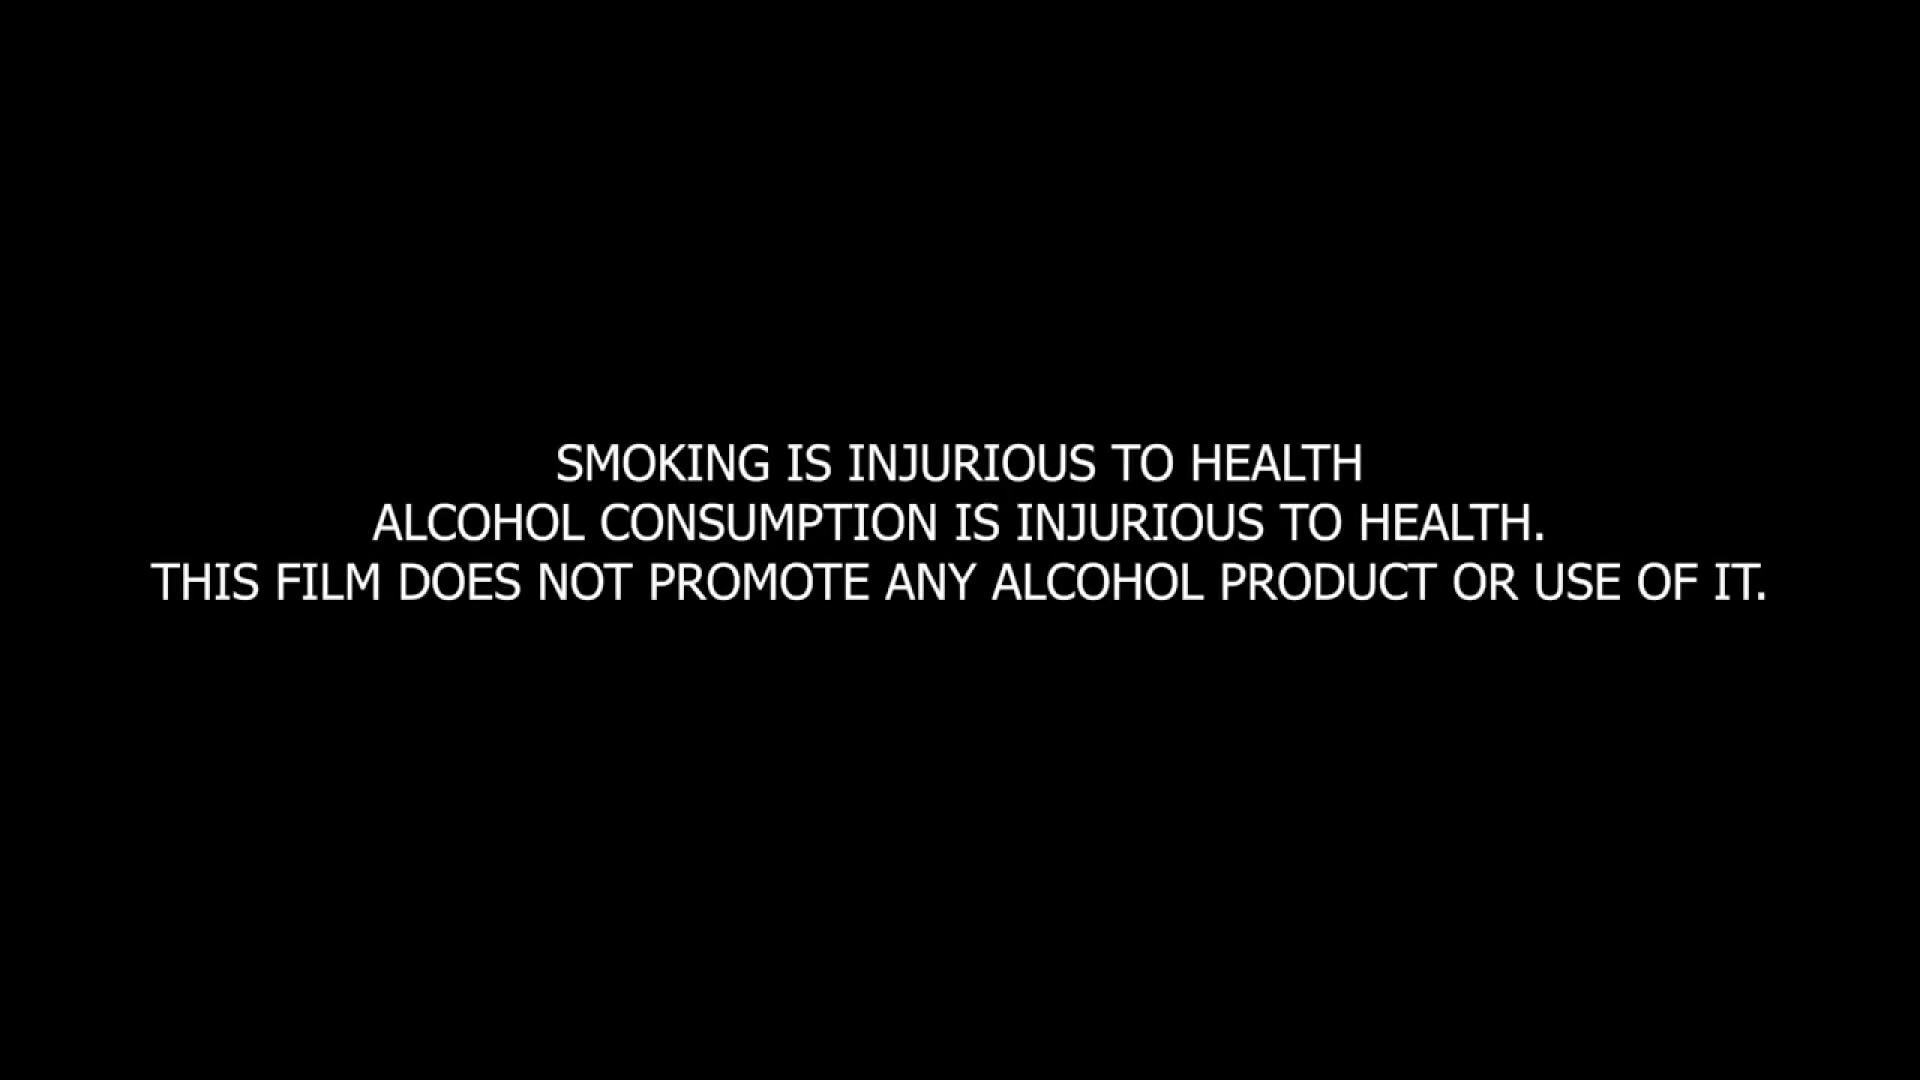 SMOKING IS INJURIOUS TO HEALTH
ALCOHOL CONSUMPTION IS INJURIOUS TO HEALTH.
THIS FILM DOES NOT PROMOTE ANY ALCOHOL PRODUCT OR USE OF IT.